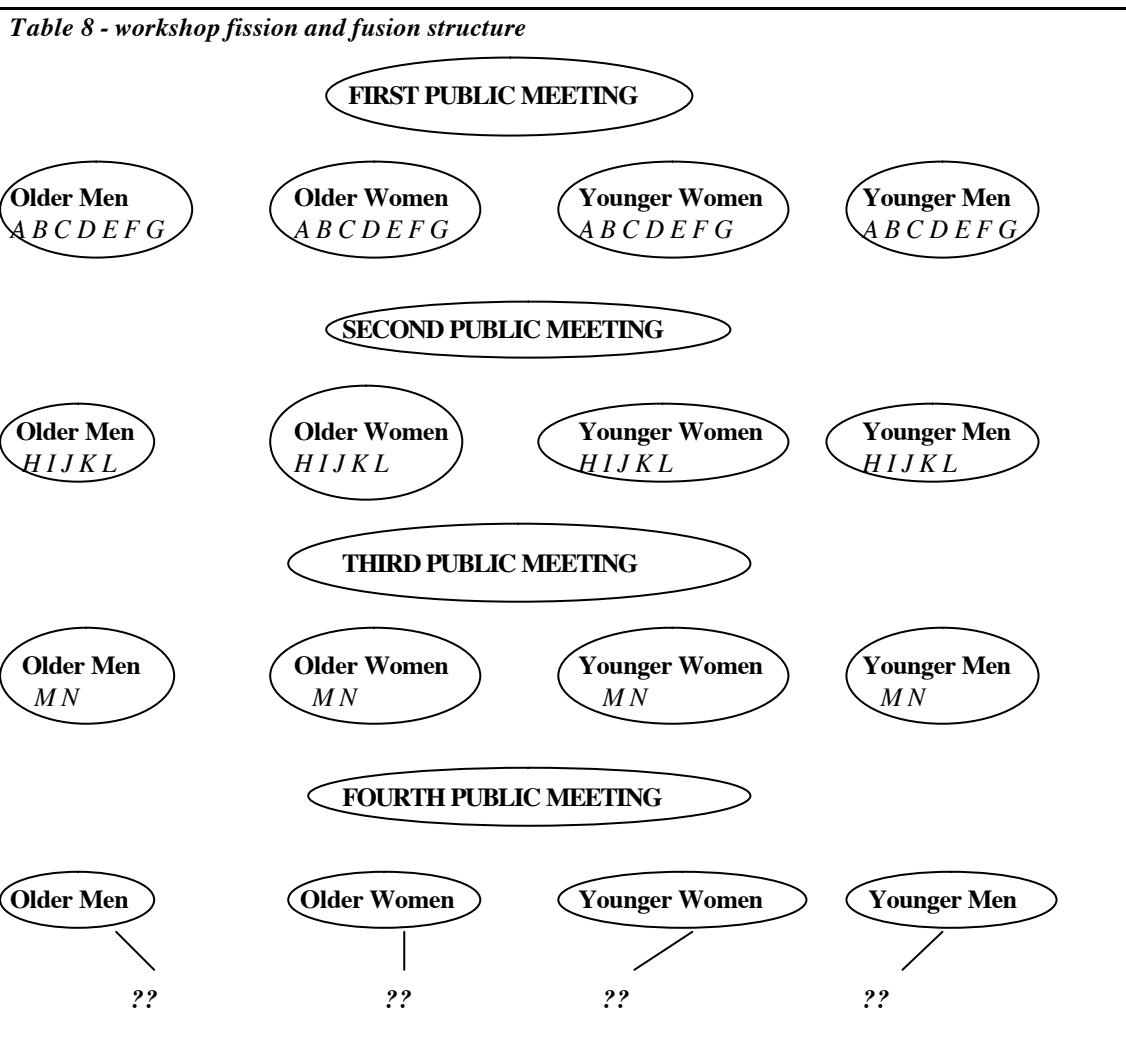 Table 8 - workshop fission and fusion structure
FIRST PUBLIC MEETING
Older Men Older Women Younger Women Younger Men
A B C D E F G A B C D E F G A B C D E F G A B C D E F G
SECOND PUBLIC MEETING
Older Men Older Women Younger Women Younger Men
H I J K L H I J K L H I J K L H I J K L
THIRD PUBLIC MEETING
Older Men Older Women Younger Women Younger Men
M N M N M N M N
FOURTH PUBLIC MEETING
Older Men Older Women Younger Women Younger Men
?? ?? ?? ??